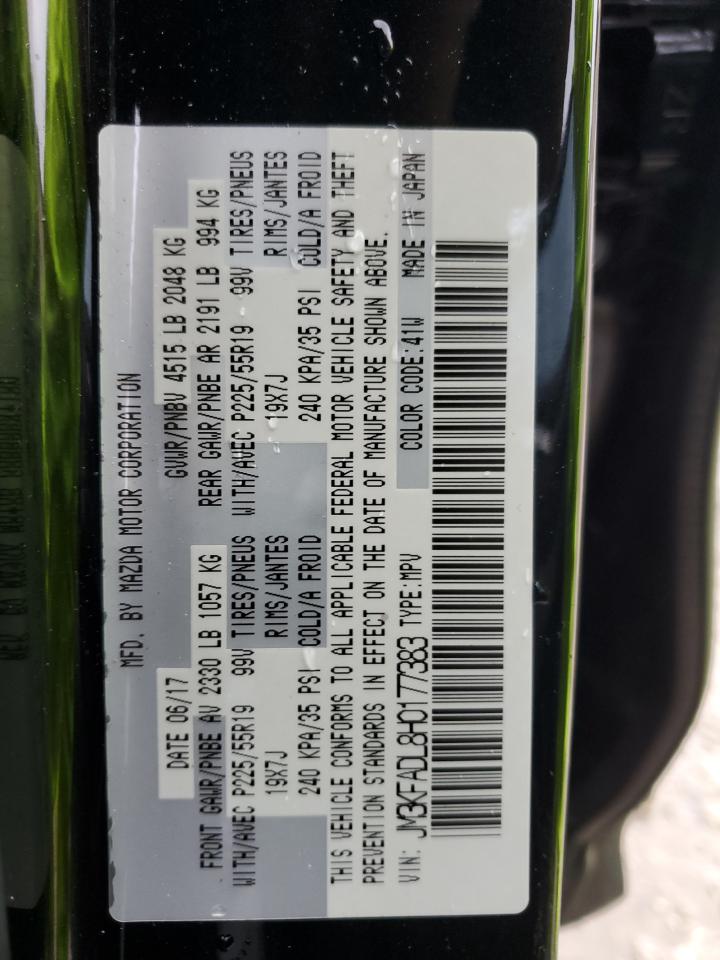 MFD. BY MAZDA MOTOR CORPORATION
DATE 06/17 GVWR/PNBV 4515 LB 2048 KG
FRONT GAWR/PNBE AV 2330 LB 1057 KG REAR GAWR/PNBE AR 2191 LB 994 KG
WITH/AVEC P225/55R19 99V TIRES/PNEUS WITH/AVEC P225/55R19 99V TIRES/PNEUS
19X7J RIMS/JANTES 19X7J RIMS/JANTES
240 KPA/35 PSI COLD/A FROID 240 KPA/35 PSI COLD/A FROID
THIS VEHICLE CONFORMS TO ALL APPLICABLE FEDERAL MOTOR VEHICLE SAFETY AND THEFT
PREVENTION STANDARDS IN EFFECT ON THE DATE OF MANUFACTURE SHOWN ABOVE.
VIN: JM3KFADL8H0177383 TYPE:MPV COLOR CODE:41W MADE IN JAPAN